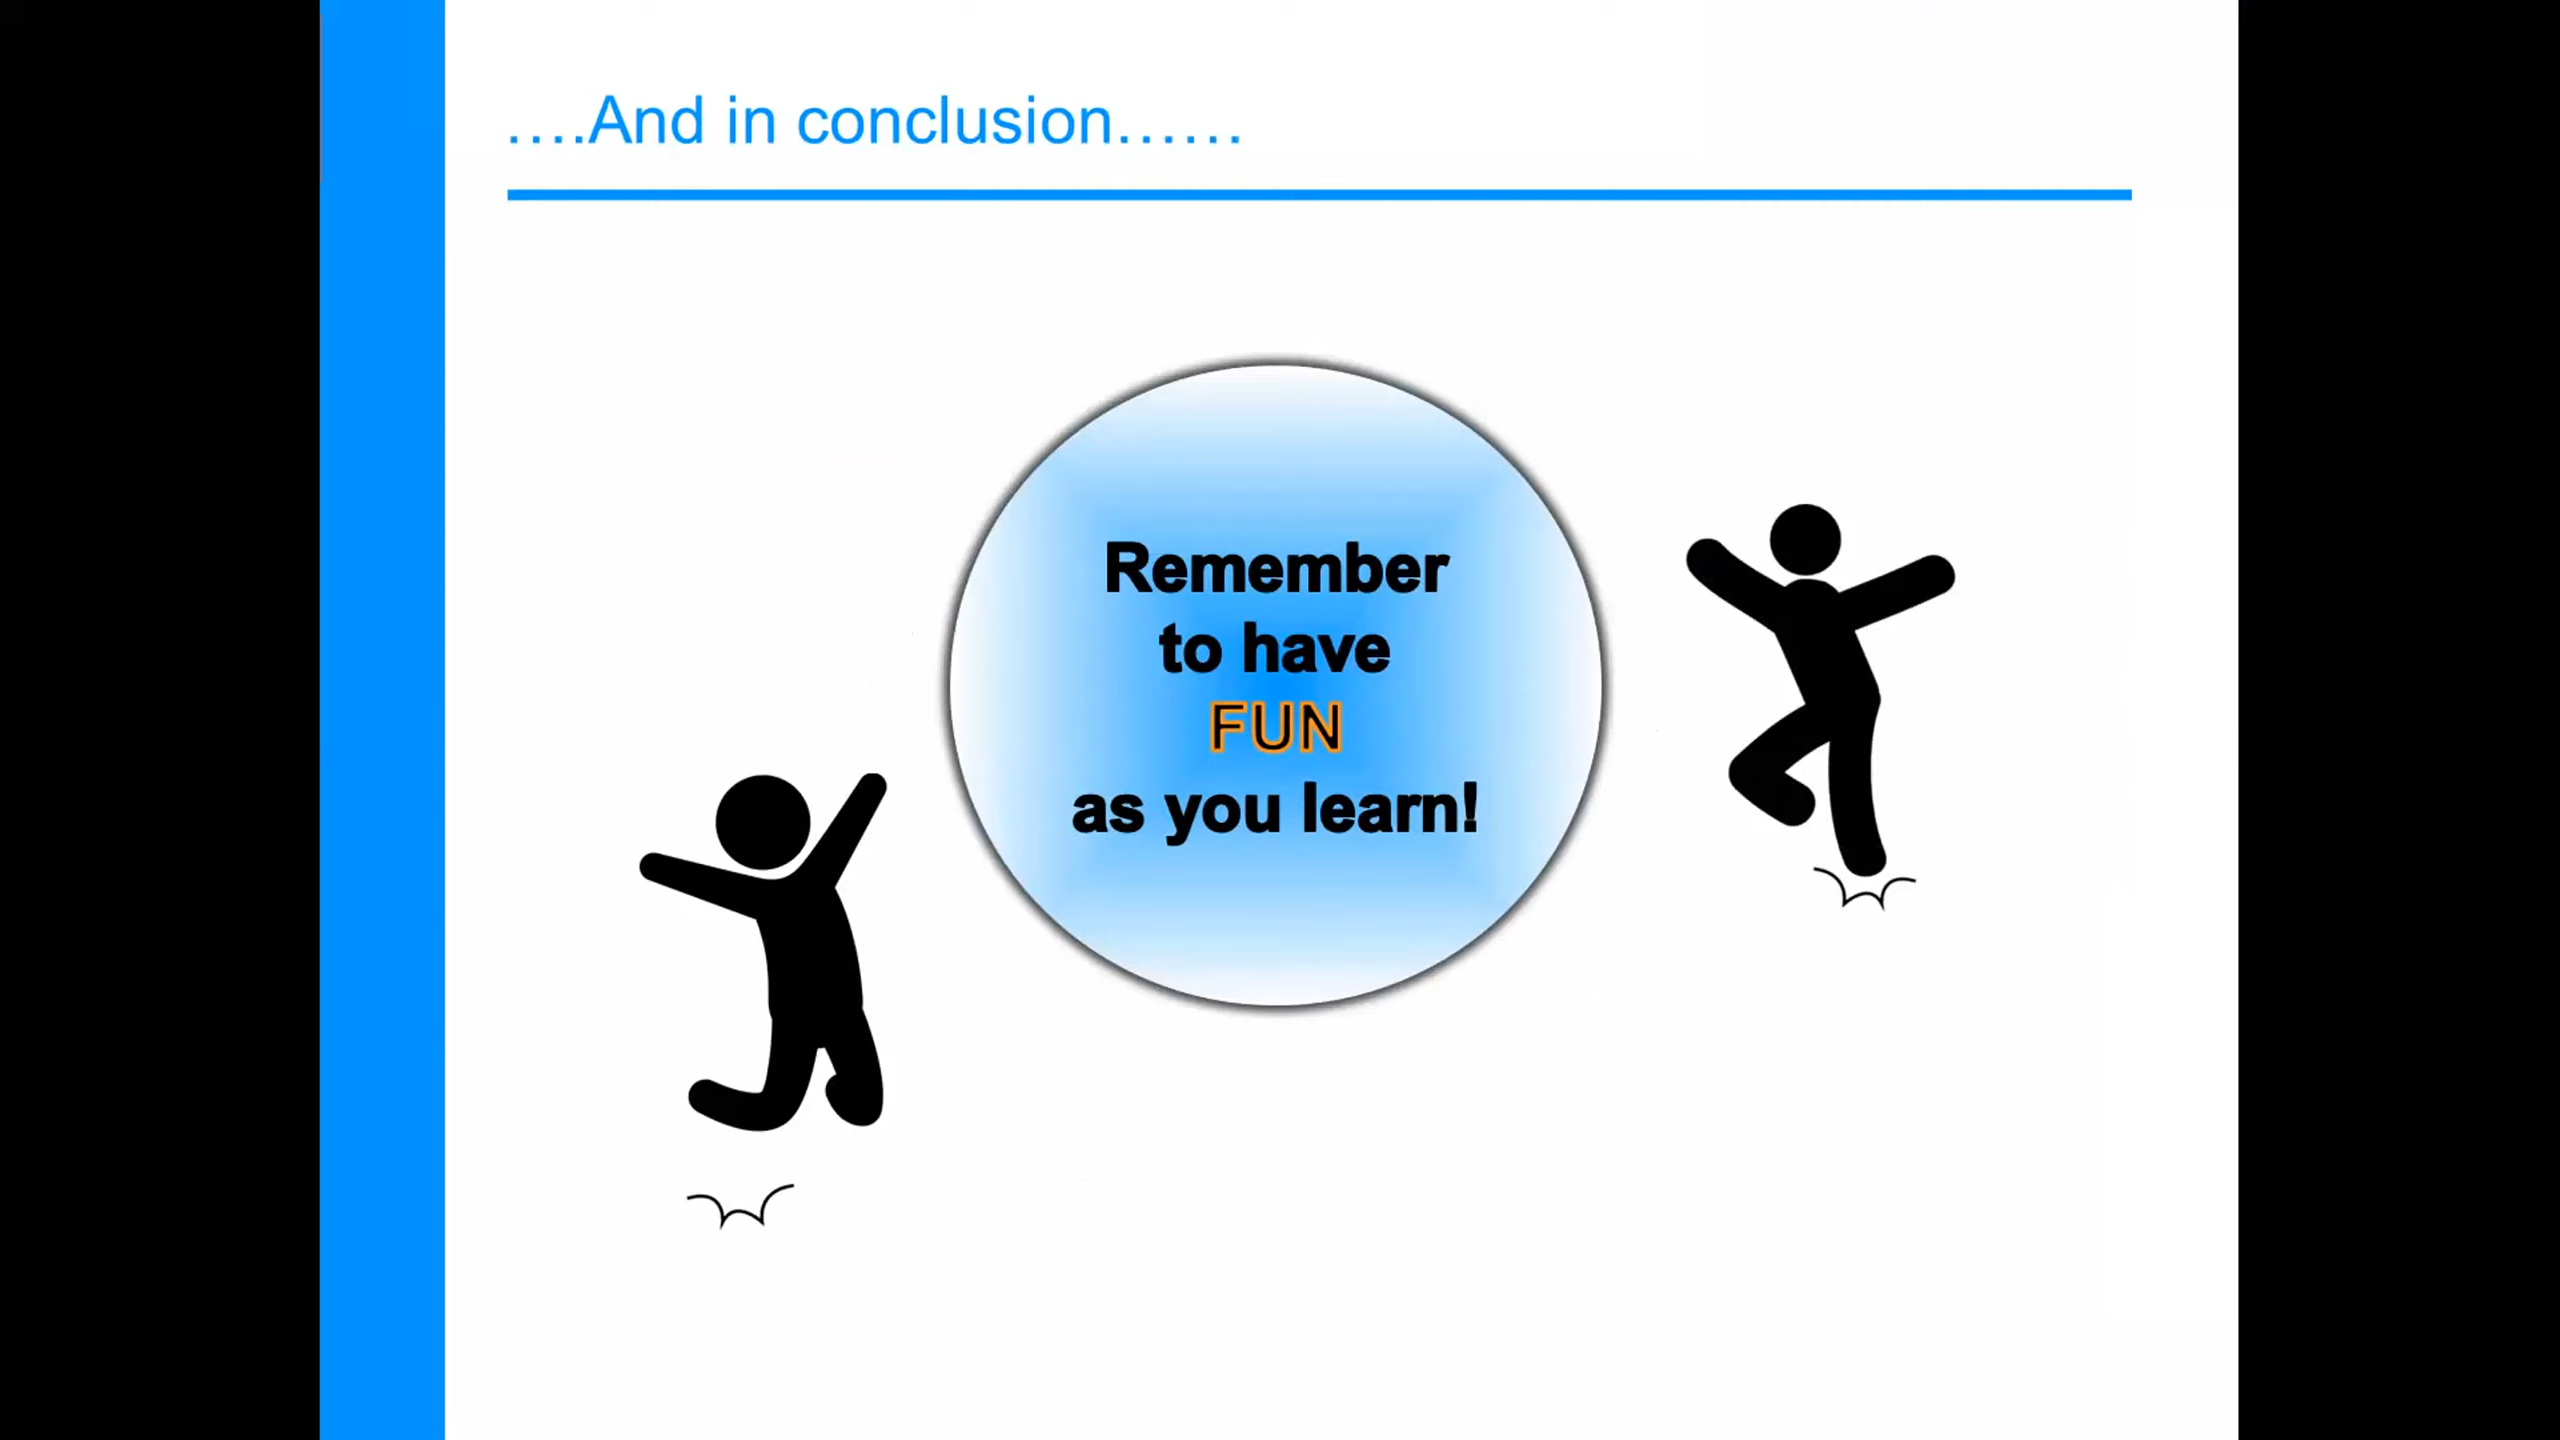 ....And in conclusion......
Remember
to have
FUN
as you learn!